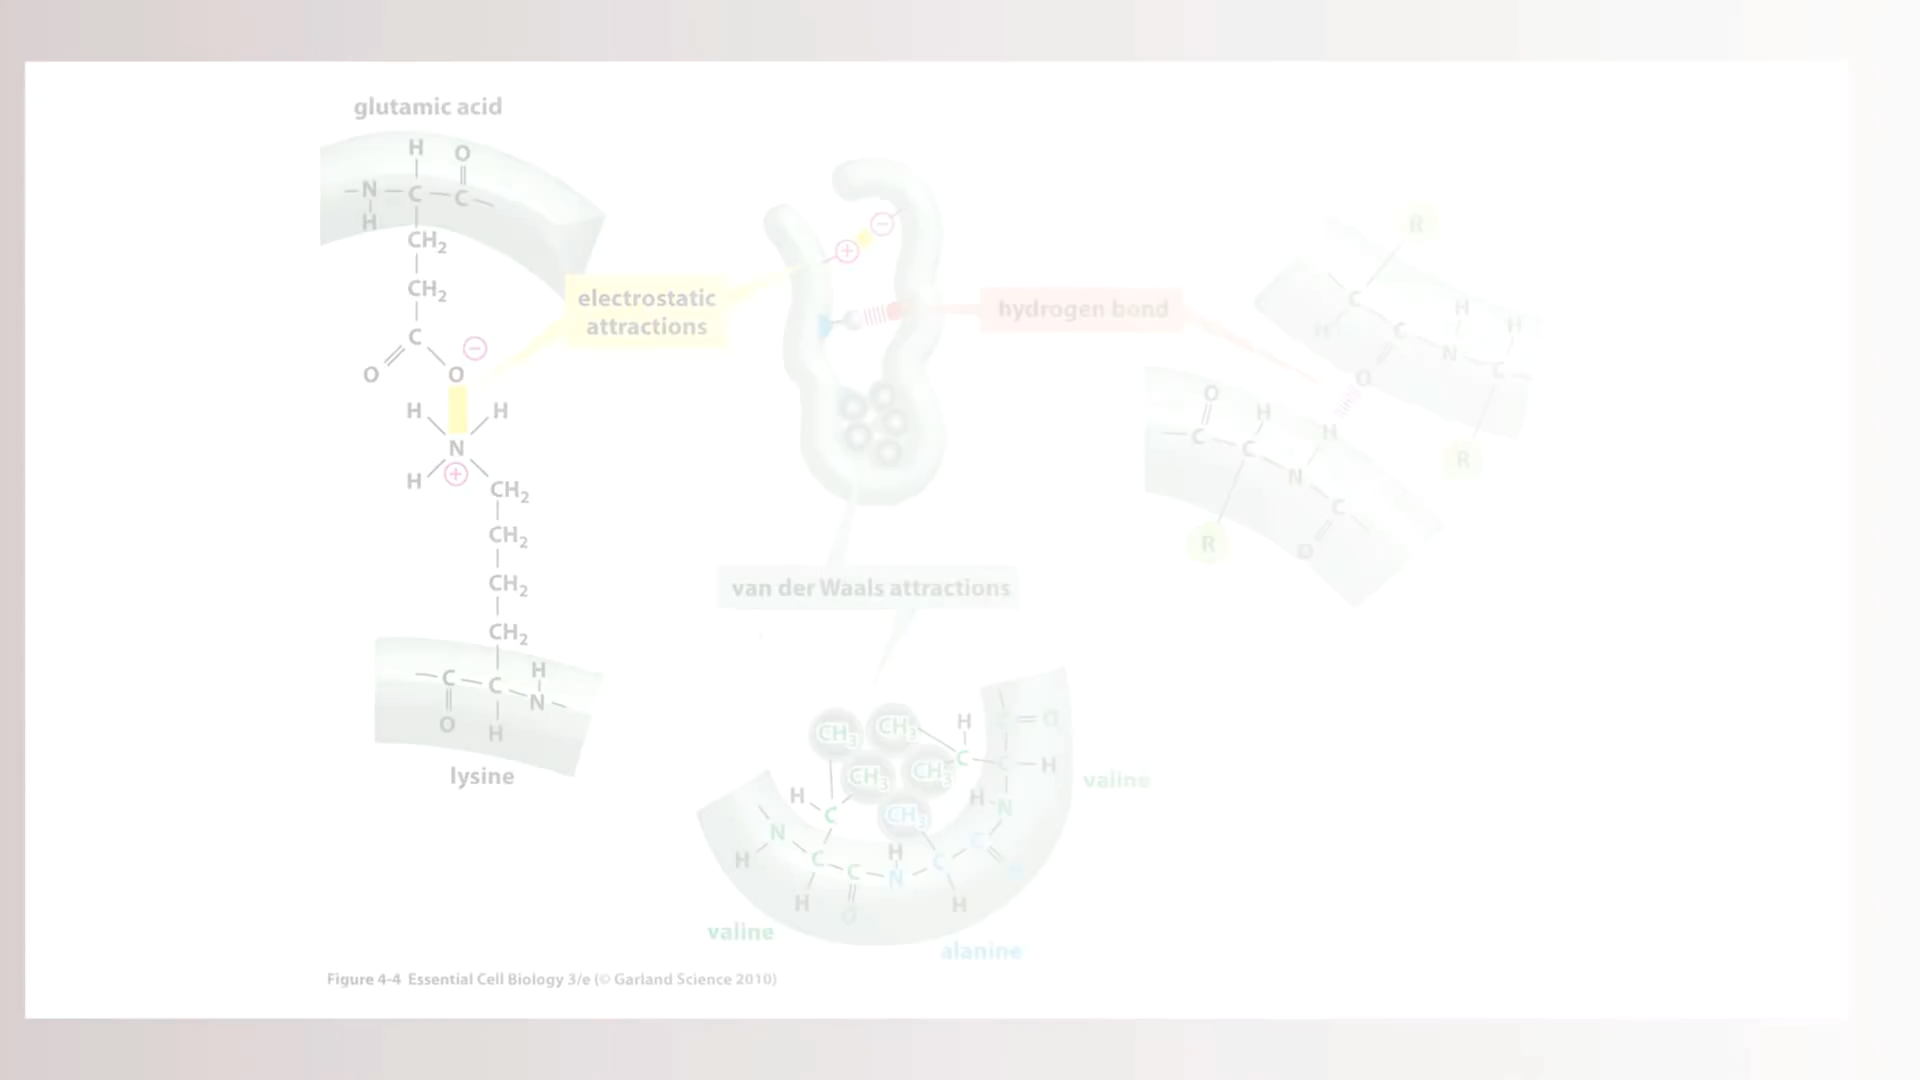 glutamic acid
H
O
N
C
C
H
CH2
CH2
C
O
O
H
H
N
H
CH2
CH2
CH2
CH2
C
C
H
N
O
H
lysine
electrostatic
attractions
hydrogen bond
R
C
H
C
H
N
H
C
O
R
O
C
H
C
H
N
C
R
O
van der Waals attractions
CH3
CH3
CH3
CH3
CH3
H
C
C
O
C
H
H
N
C
H
C
N
H
C
C
H
N
C
H
H
O
valine
valine
alanine
Figure 4-4 Essential Cell Biology 3/e (© Garland Science 2010)